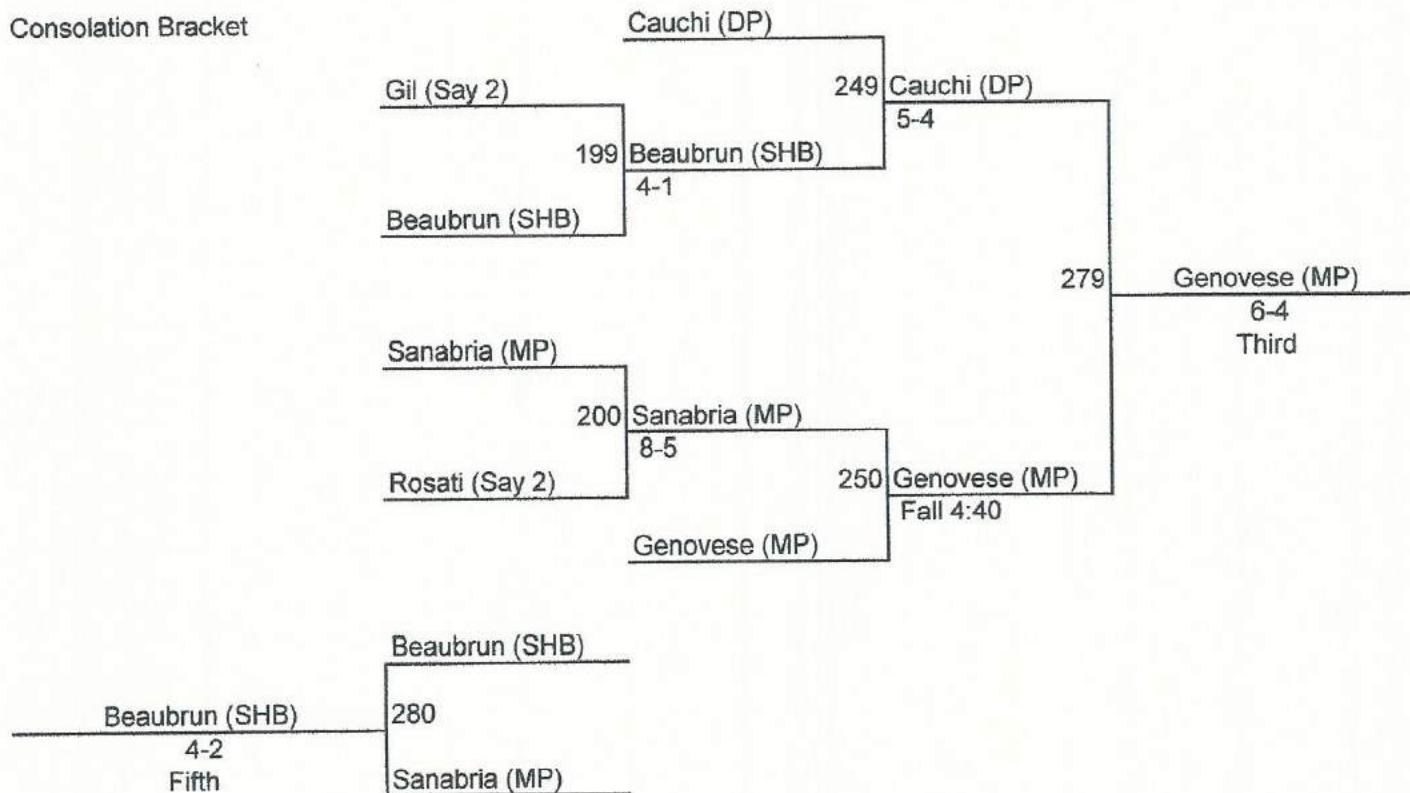 Consolation Bracket
Cauchi (DP)
Gil (Say 2)
249 Cauchi (DP)
5-4
199 Beaubrun (SHB)
4-1
Beaubrun (SHB)
279 Genovese (MP)
6-4
Third
Sanabria (MP)
200 Sanabria (MP)
8-5
Rosati (Say 2)
250 Genovese (MP)
Fall 4:40
Genovese (MP)
Beaubrun (SHB)
Beaubrun (SHB) 280
4-2
Fifth
Sanabria (MP)